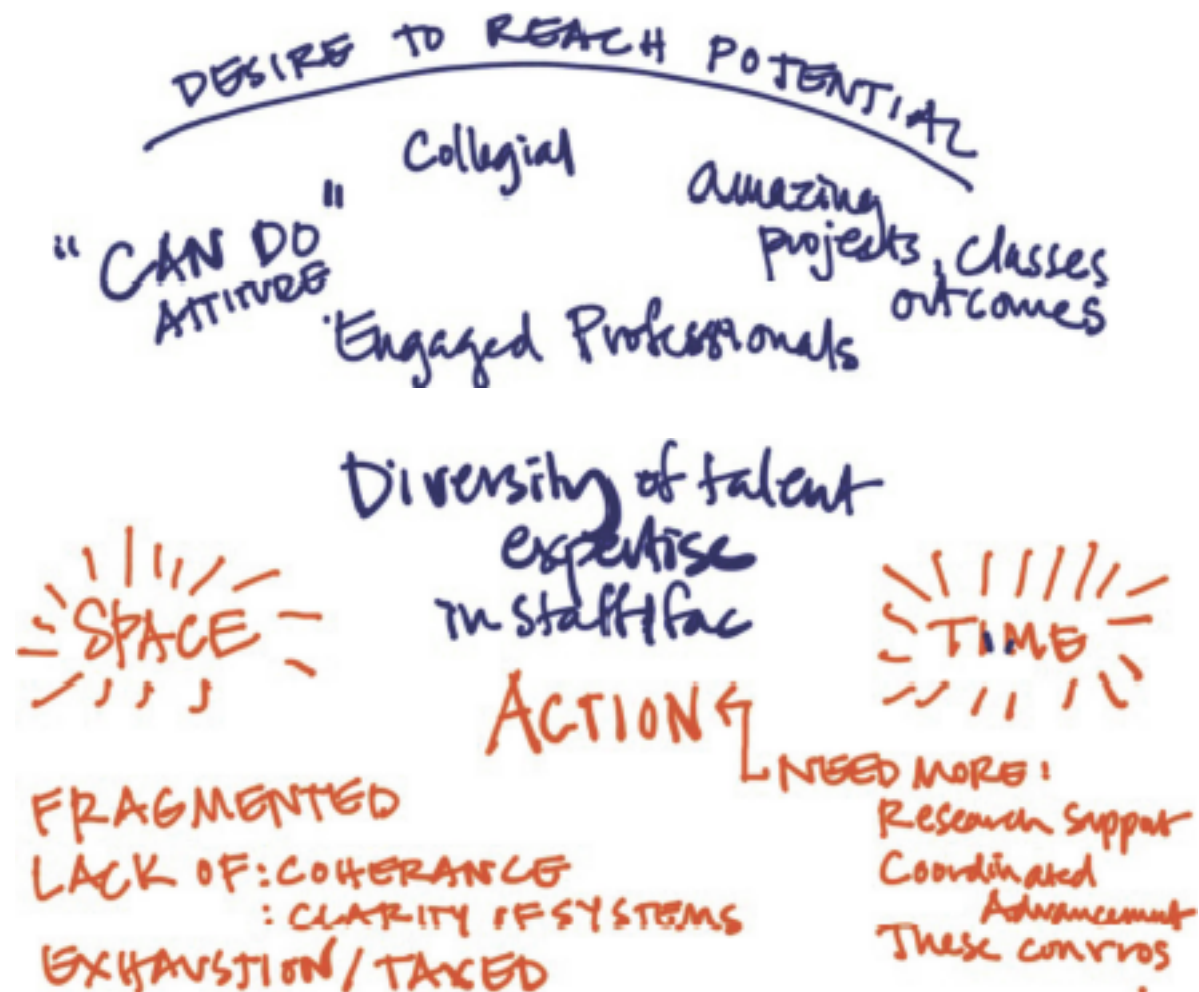 DESIRE TO REACH POTENTIAL
Collegial
"CAN DO"
ATTITUDE
amazing
projects, classes
outcomes
Engaged Professionals
Diversity of talent
expertise
in staff/fac
SPACE
TIME
ACTION
NEED MORE:
Research Support
Coordinated
Advancement
These convros
FRAGMENTED
LACK OF: COHERANCE
: CLARITY OF SYSTEMS
EXHAUSTION/TAXED